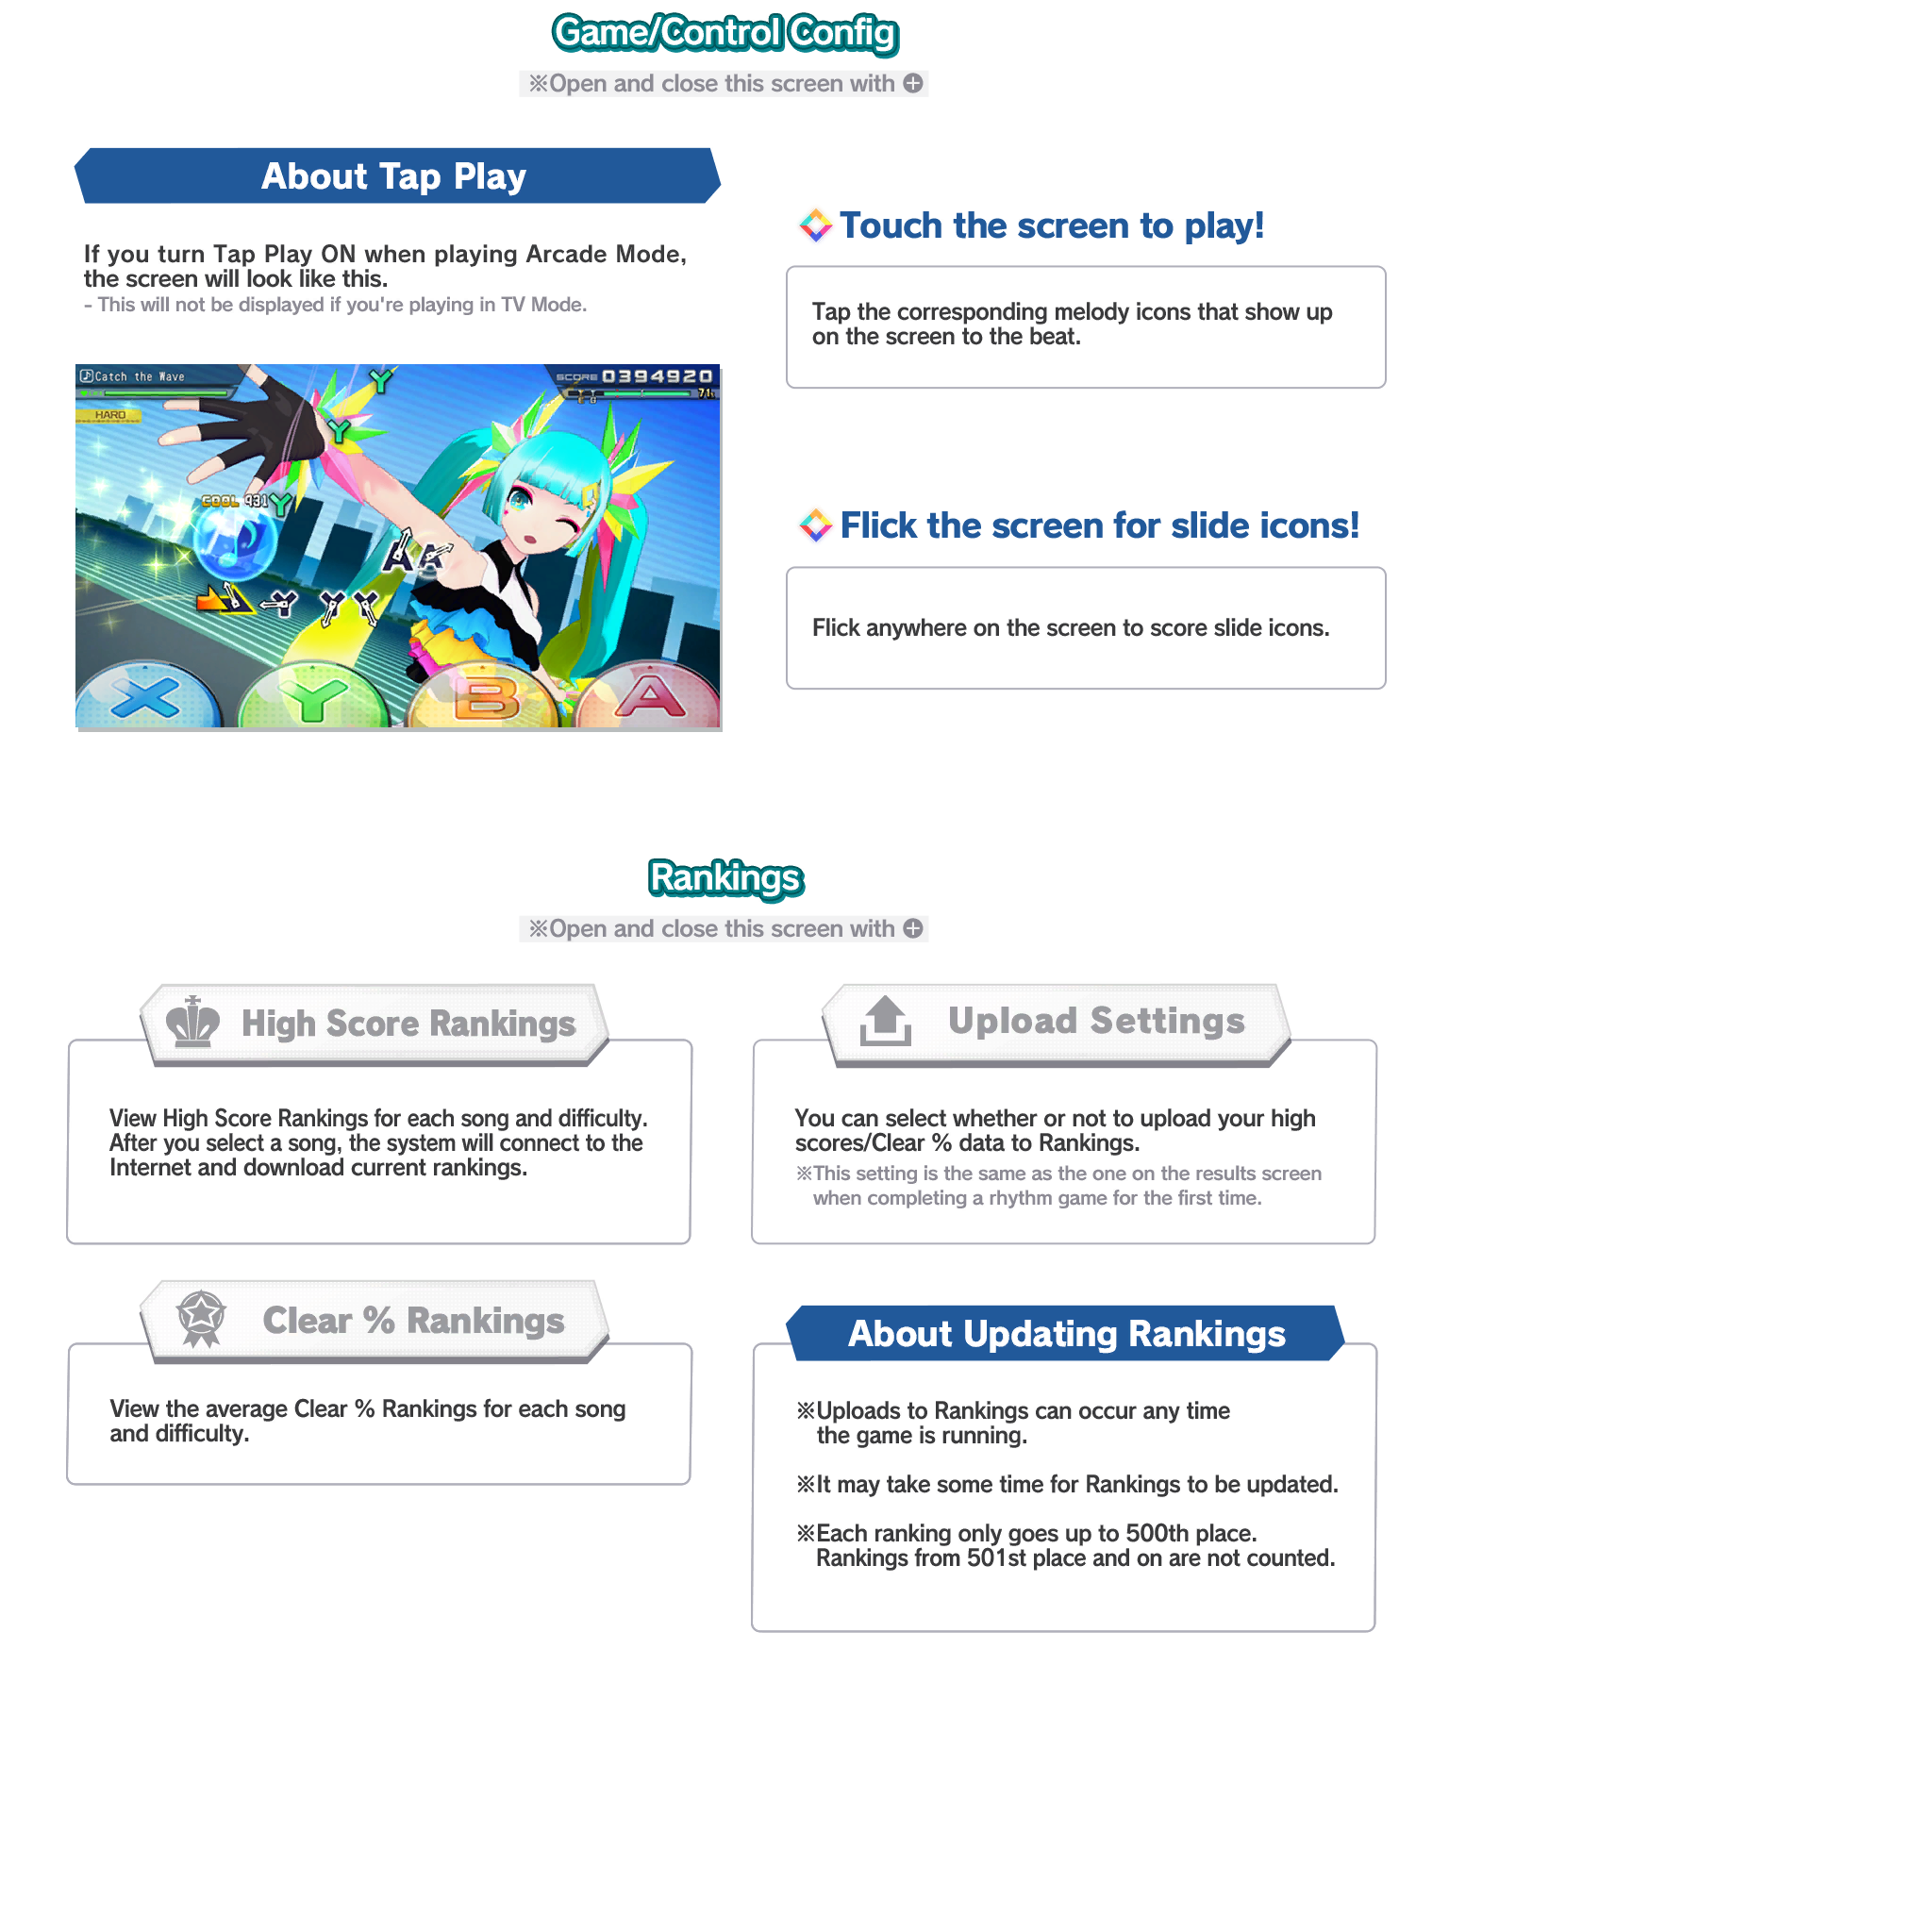 Game/Control Config
※Open and close this screen with
About Tap Play
If you turn Tap Play ON when playing Arcade Mode,
the screen will look like this.
- This will not be displayed if you're playing in TV Mode.
Catch the Wave
SCORE 0394920
71%
HARD
Y
Y
COOL 931 Y
A
Y
Y
X Y B A
Touch the screen to play!
Tap the corresponding melody icons that show up
on the screen to the beat.
Flick the screen for slide icons!
Flick anywhere on the screen to score slide icons.
Rankings
※Open and close this screen with
High Score Rankings
View High Score Rankings for each song and difficulty.
After you select a song, the system will connect to the
Internet and download current rankings.
Upload Settings
You can select whether or not to upload your high
scores/Clear % data to Rankings.
※This setting is the same as the one on the results screen
when completing a rhythm game for the first time.
Clear % Rankings
View the average Clear % Rankings for each song
and difficulty.
About Updating Rankings
※Uploads to Rankings can occur any time
the game is running.
※It may take some time for Rankings to be updated.
※Each ranking only goes up to 500th place.
Rankings from 501st place and on are not counted.